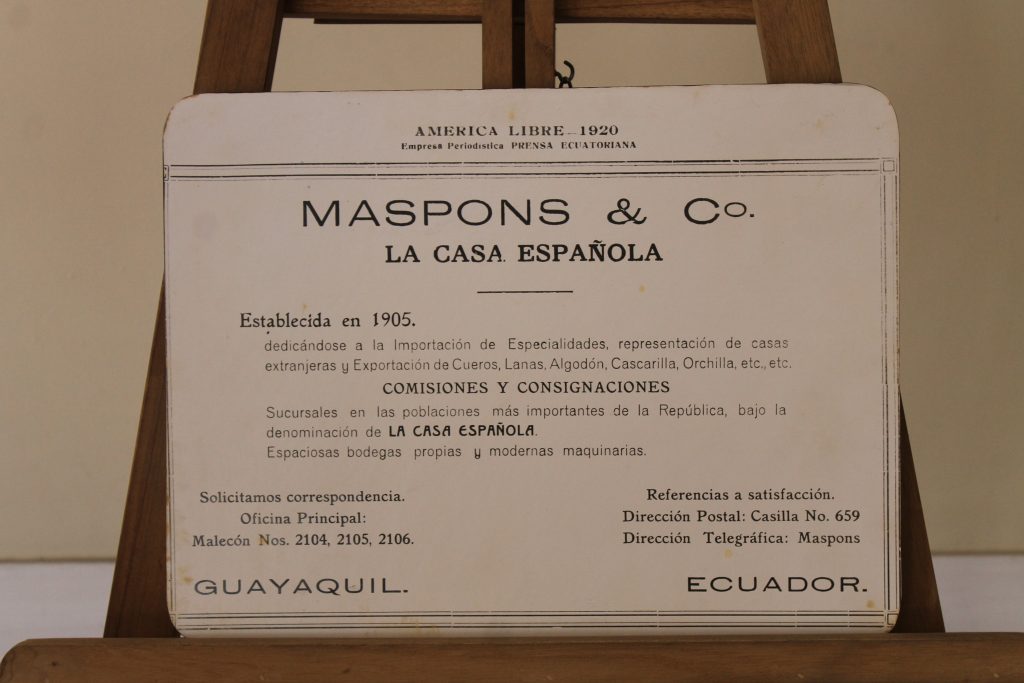 AMERICA LIBRE-1920
Empresa Periodística PRENSA ECUATORIANA
MASPONS & Co.
LA CASA ESPAÑOLA
Establecida en 1905.
dedicándose a la Importación de Especialidades, representación de casas
extranjeras y Exportación de Cueros, Lanas, Algodón, Cascarilla, Orchilla, etc., etc.
COMISIONES Y CONSIGNACIONES
Sucursales en las poblaciones más importantes de la República, bajo la
denominación de LA CASA ESPAÑOLA.
Espaciosas bodegas propias y modernas maquinarias.
Solicitamos correspondencia.
Oficina Principal:
Malecón Nos. 2104, 2105, 2106.
GUAYAQUIL.
Referencias a satisfacción.
Dirección Postal: Casilla No. 659
Dirección Telegráfica: Maspons
ECUADOR.